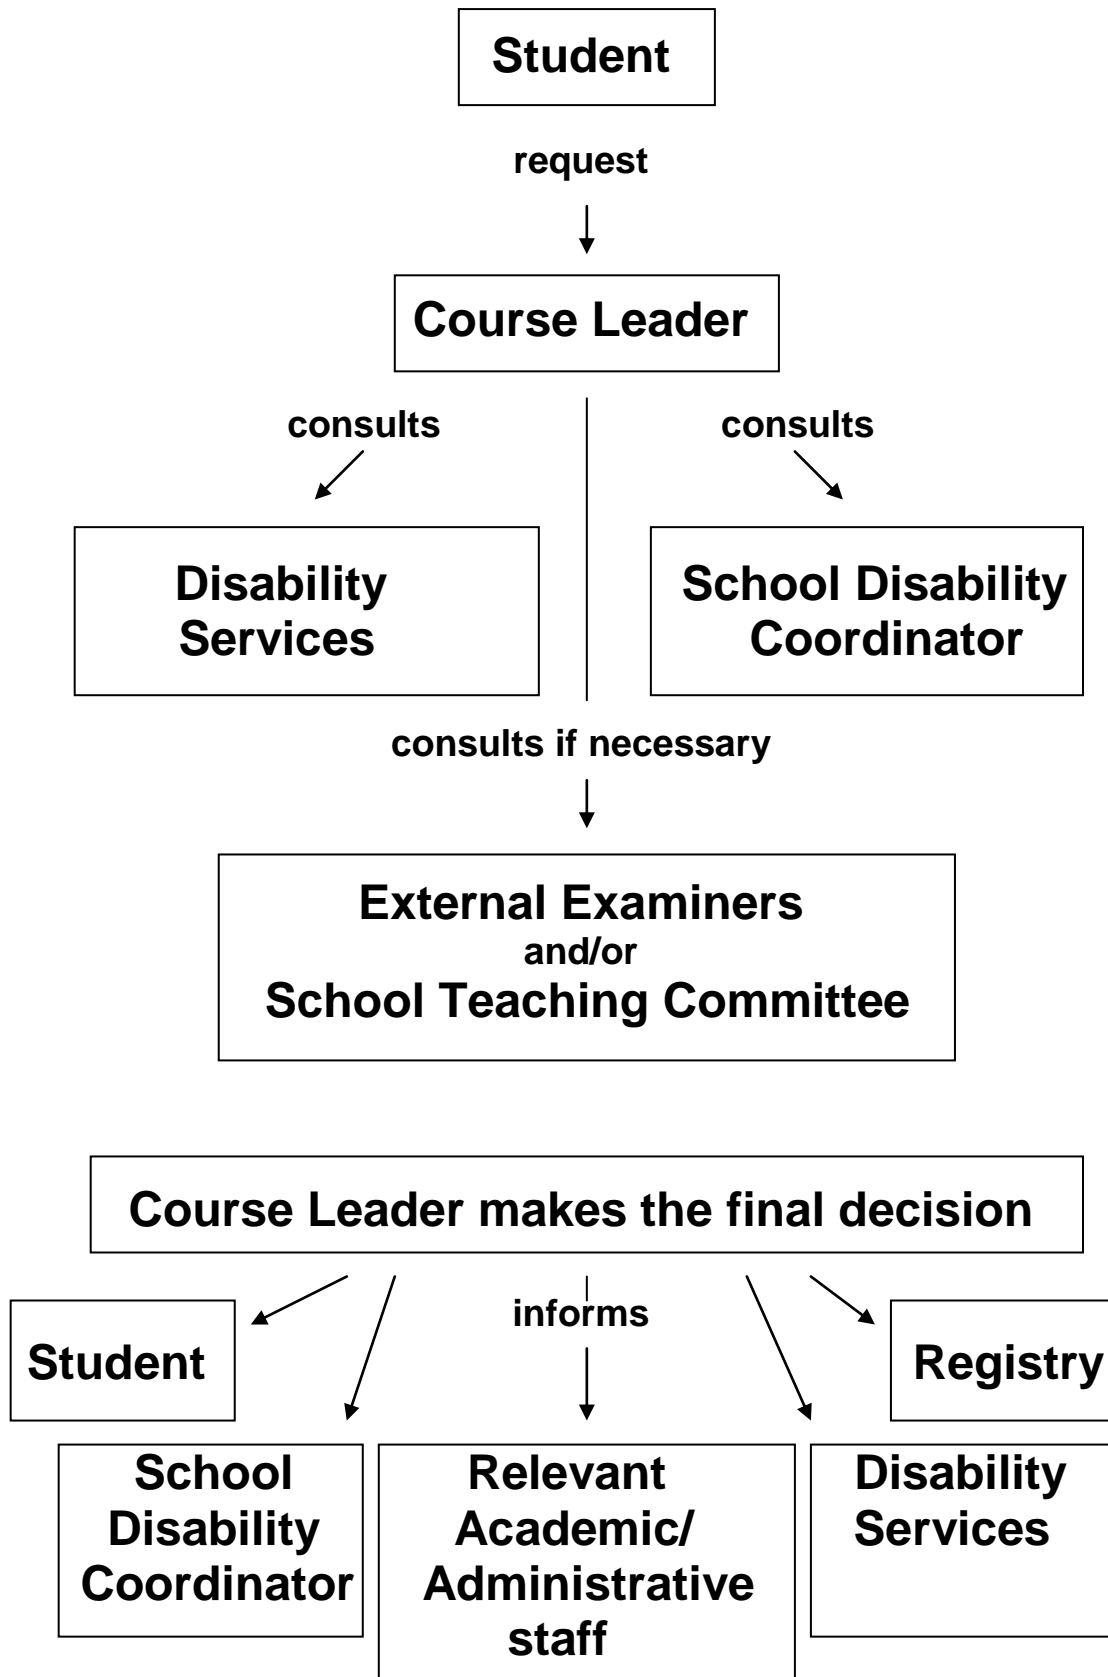 Student
request
Course Leader
consults
consults
Disability
Services
School Disability
Coordinator
consults if necessary
External Examiners
and/or
School Teaching Committee
Course Leader makes the final decision
informs
Student
Registry
School
Disability
Coordinator
Relevant
Academic/
Administrative
staff
Disability
Services